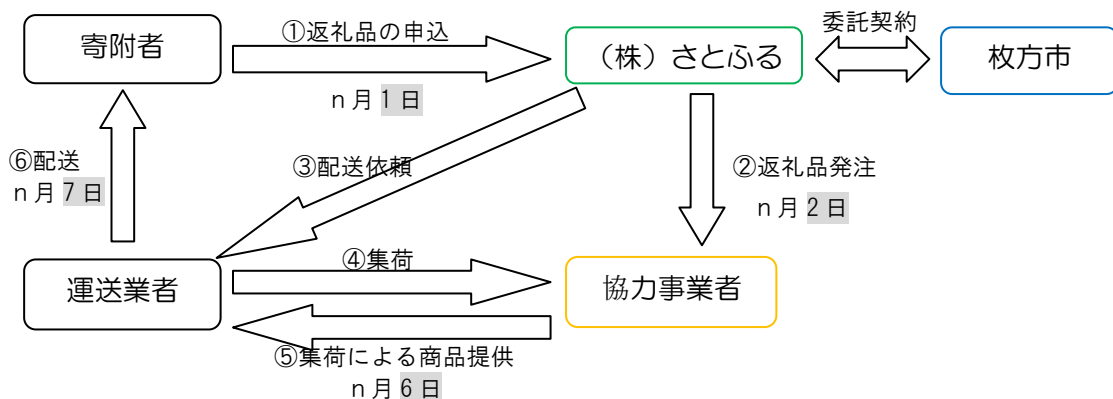 寄附者
①返礼品の申込
n月1日
（株）さとふる
委託契約
枚方市
⑥配送
n月7日
③配送依頼
②返礼品発注
n月2日
運送業者
④集荷
協力事業者
⑤集荷による商品提供
n月6日